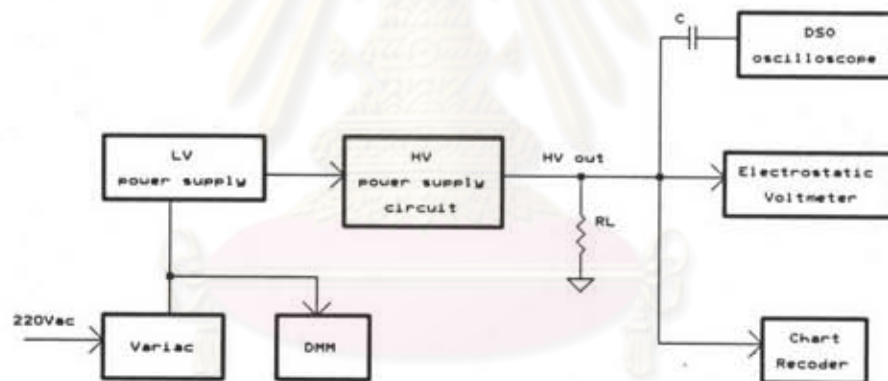 C
DSO
oscilloscope
LV
power supply
HV
power supply
circuit
HV out
Electrostatic
Voltmeter
RL
220Vac
Variac
DMM
Chart
Recoder